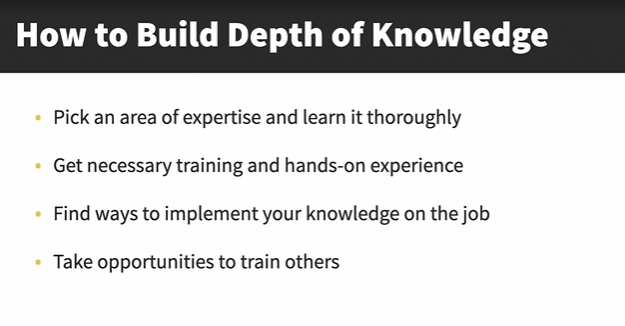 How to Build Depth of Knowledge
• Pick an area of expertise and learn it thoroughly
• Get necessary training and hands-on experience
• Find ways to implement your knowledge on the job
• Take opportunities to train others